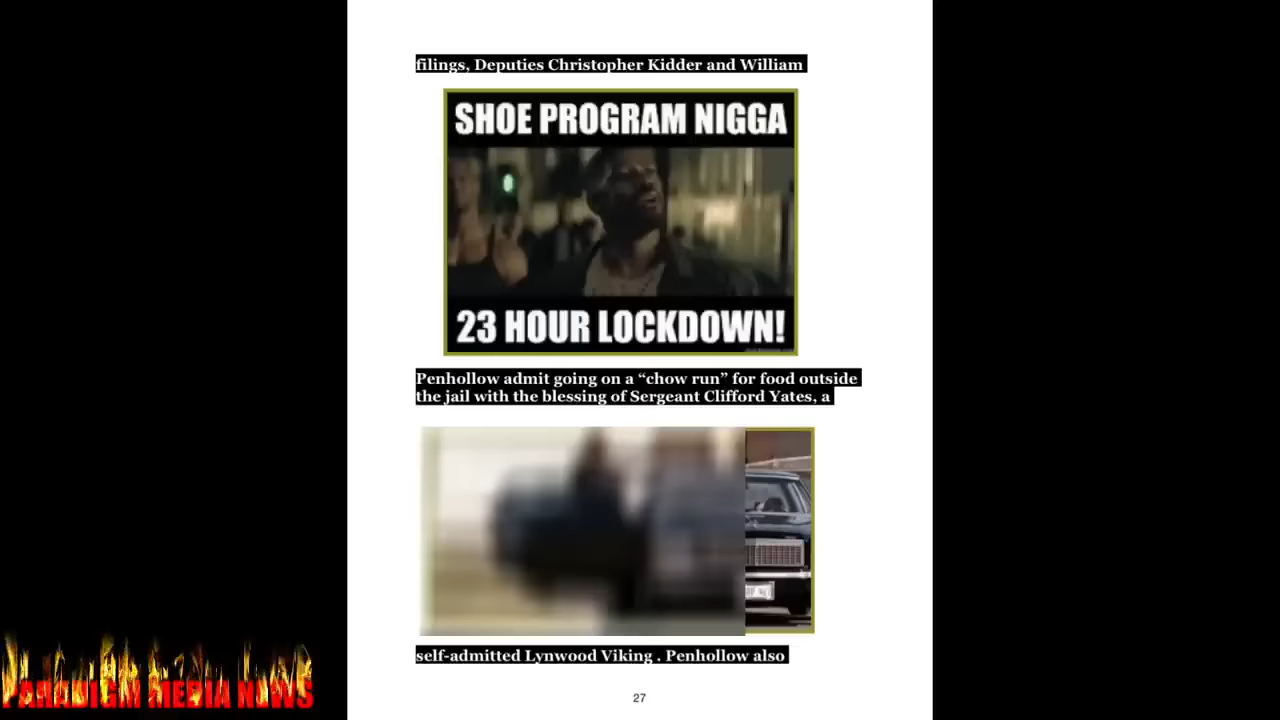 filings, Deputies Christopher Kidder and William
SHOE PROGRAM NIGGA
23 HOUR LOCKDOWN!
Penhollow admit going on a “chow run” for food outside
the jail with the blessing of Sergeant Clifford Yates, a
self-admitted Lynwood Viking . Penhollow also
27
PARADIGM MEDIA NEWS